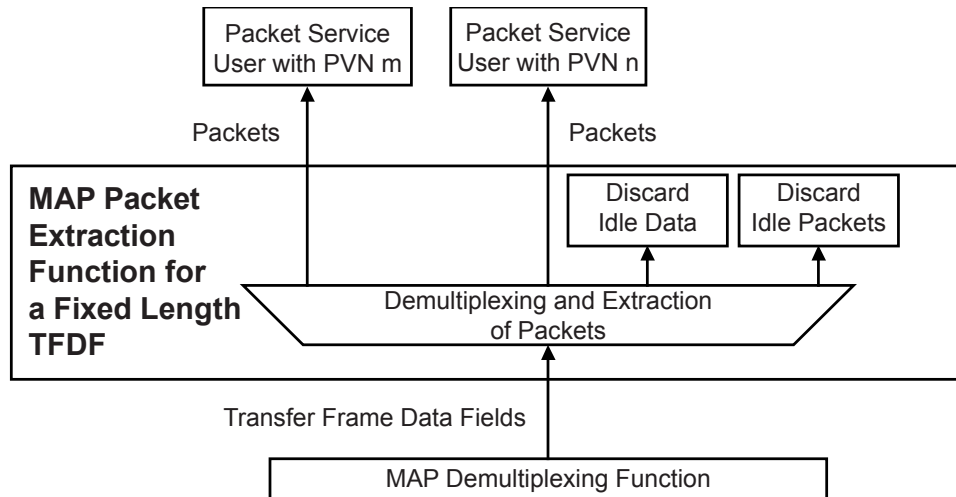 Packet Service
User with PVN m
Packet Service
User with PVN n
Packets
Packets
MAP Packet
Extraction
Function for
a Fixed Length
TFDF
Discard
Idle Data
Discard
Idle Packets
Demultiplexing and Extraction
of Packets
Transfer Frame Data Fields
MAP Demultiplexing Function